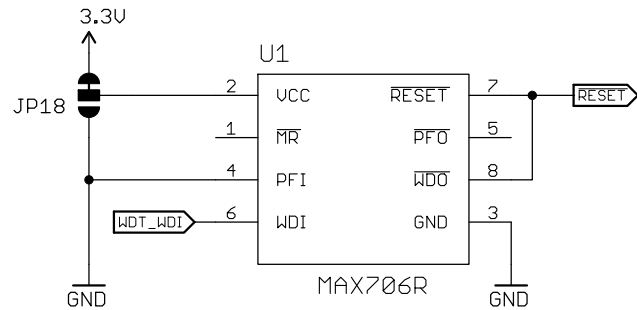 3.3V
U1
JP18
2 VCC RESET 7 RESET
1 MR PFO 5
4 PFI WDO 8
WDT_WDI 6 WDI GND 3
MAX706R
GND GND